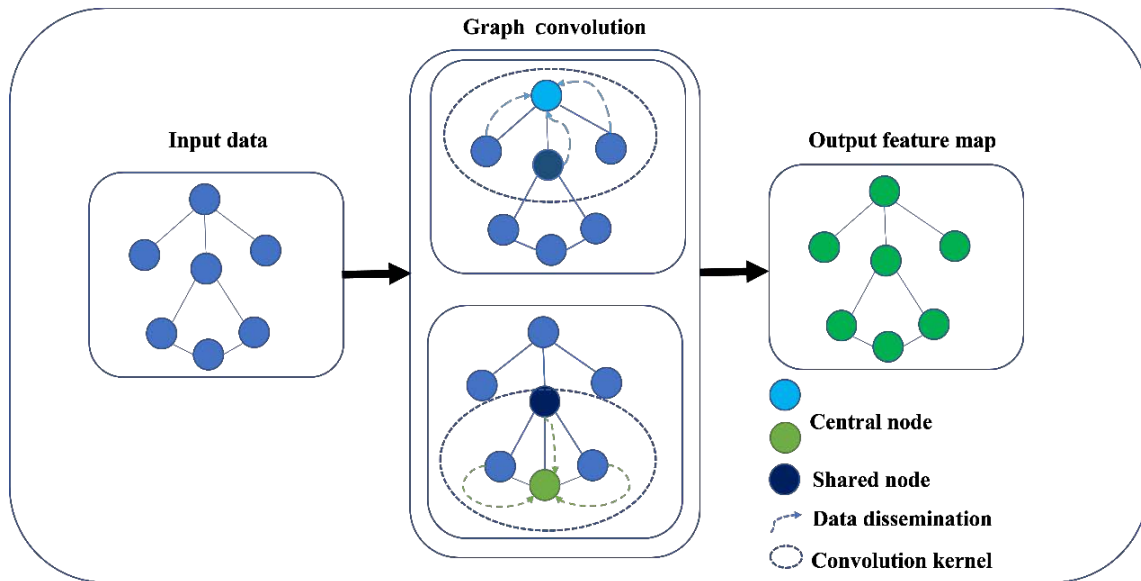 Graph convolution
Input data
Output feature map
Central node
Shared node
Data dissemination
Convolution kernel